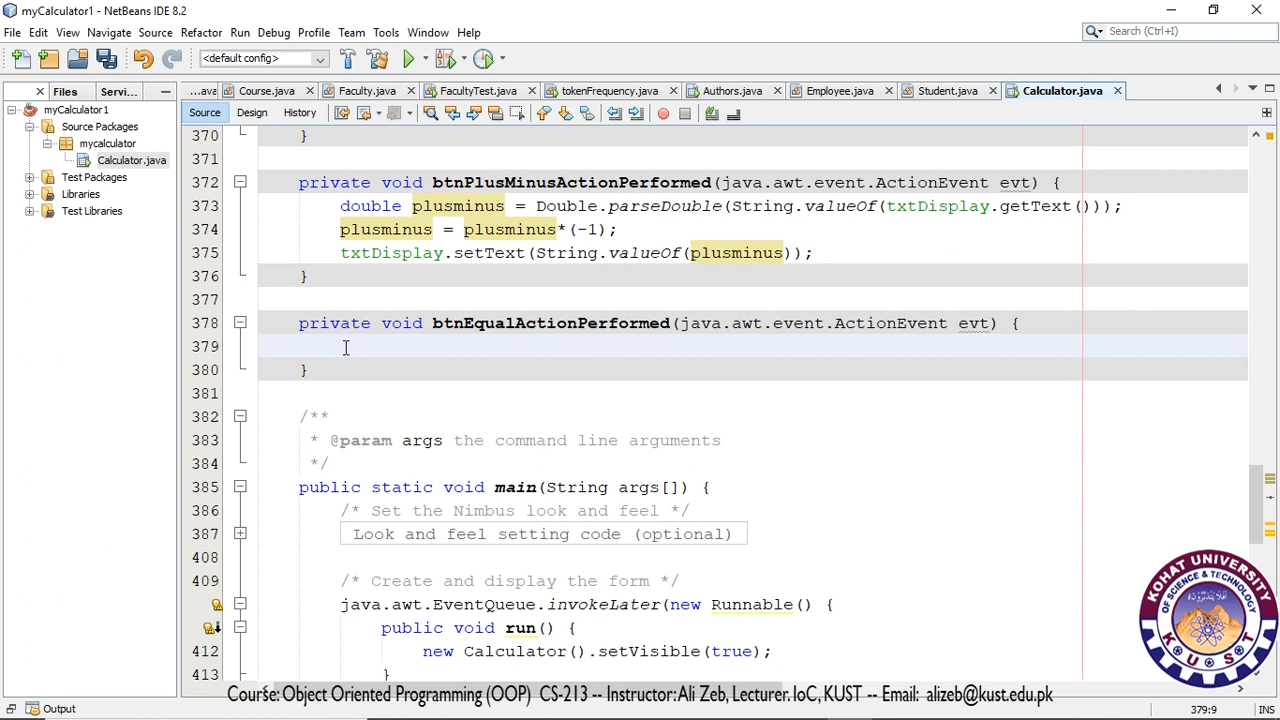 myCalculator1 - NetBeans IDE 8.2
File Edit View Navigate Source Refactor Run Debug Profile Team Tools Window Help
Search (Ctrl+I)
<default config>
Files Servi...
...ava Course.java Faculty.java FacultyTest.java tokenFrequency.java Authors.java Employee.java Student.java Calculator.java
Source Design History
myCalculator1
Source Packages
mycalculator
Calculator.java
Test Packages
Libraries
Test Libraries
370 }
371
372 private void btnPlusMinusActionPerformed(java.awt.event.ActionEvent evt) {
373 double plusminus = Double.parseDouble(String.valueOf(txtDisplay.getText()));
374 plusminus = plusminus*(-1);
375 txtDisplay.setText(String.valueOf(plusminus));
376 }
377
378 private void btnEqualActionPerformed(java.awt.event.ActionEvent evt) {
379
380 }
381
382 /**
383 * @param args the command line arguments
384 */
385 public static void main(String args[]) {
386 /* Set the Nimbus look and feel */
387 Look and feel setting code (optional)
408
409 /* Create and display the form */
java.awt.EventQueue.invokeLater(new Runnable() {
public void run() {
412 new Calculator().setVisible(true);
413 }
KOHAT UNIVERSITY
OF SCIENCE & TECHNOLOGY
K U S T
Course: Object Oriented Programming (OOP) CS-213 -- Instructor: Ali Zeb, Lecturer. IoC, KUST -- Email: alizeb@kust.edu.pk
Output
379:9 INS